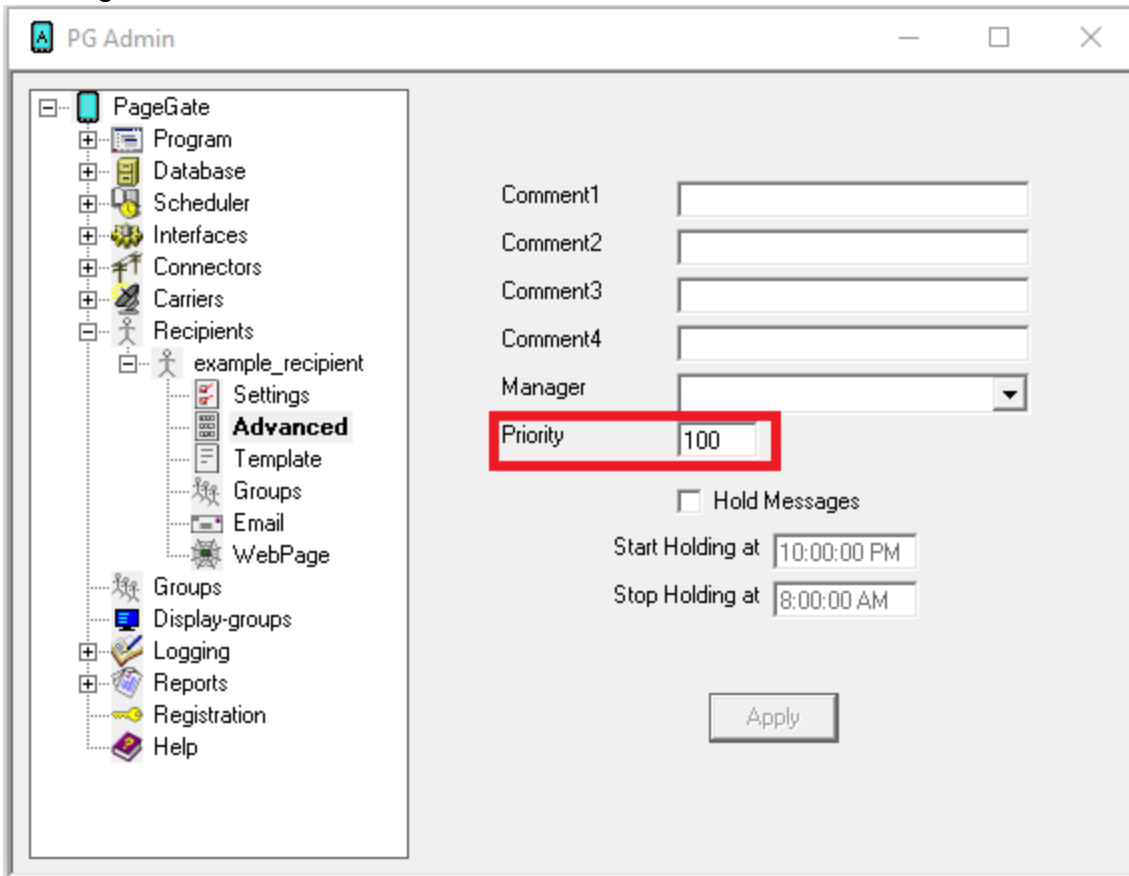 PG Admin
PageGate
Program
Database
Scheduler
Interfaces
Connectors
Carriers
Recipients
example_recipient
Settings
Advanced
Template
Groups
Email
WebPage
Groups
Display-groups
Logging
Reports
Registration
Help
Comment1
Comment2
Comment3
Comment4
Manager
Priority 100
Hold Messages
Start Holding at 10:00:00 PM
Stop Holding at 8:00:00 AM
Apply